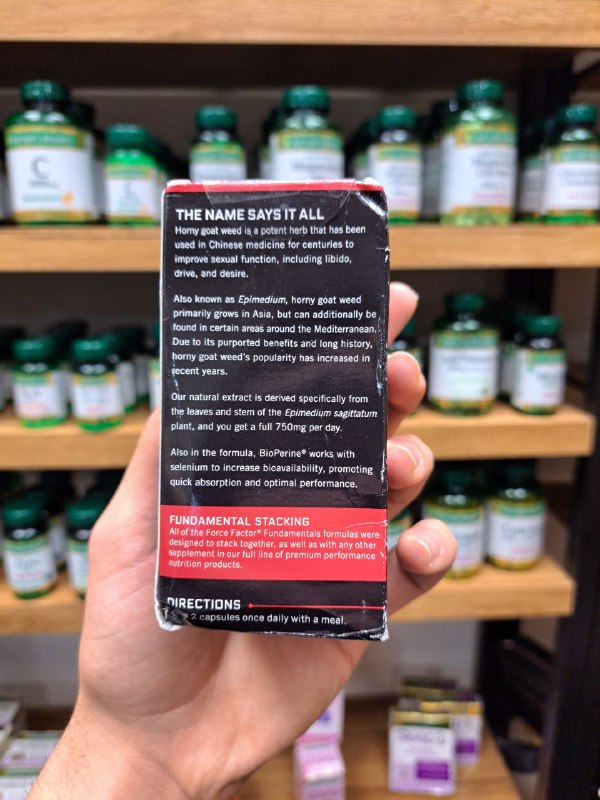 THE NAME SAYS IT ALL
Horny goat weed is a potent herb that has been
used in Chinese medicine for centuries to
improve sexual function, including libido,
drive, and desire.
Also known as Epimedium, horny goat weed
primarily grows in Asia, but can additionally be
found in certain areas around the Mediterranean.
Due to its purported benefits and long history,
horny goat weed's popularity has increased in
recent years.
Our natural extract is derived specifically from
the leaves and stem of the Epimedium sagittatum
plant, and you get a full 750mg per day.
Also in the formula, BioPerine® works with
selenium to increase bioavailability, promoting
quick absorption and optimal performance.
FUNDAMENTAL STACKING
All of the Force Factor® Fundamentals formulas were
designed to stack together, as well as with any other
supplement in our full line of premium performance
nutrition products.
DIRECTIONS
2 capsules once daily with a meal.
C